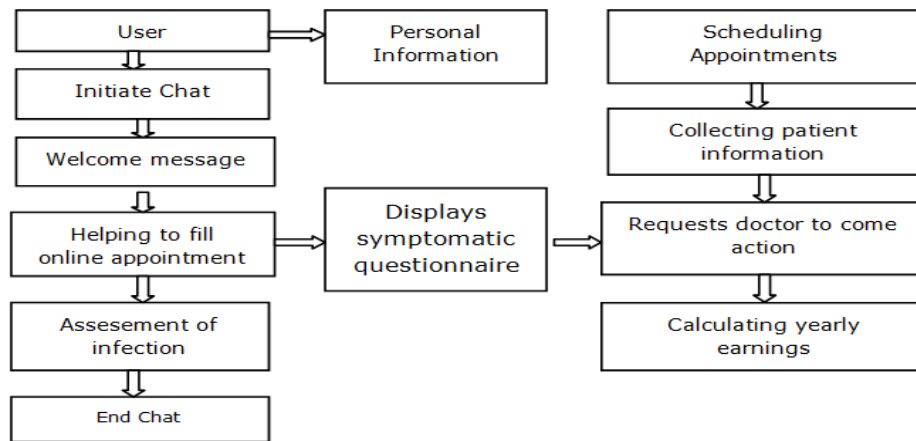 User
Personal
Information
Scheduling
Appointments
Initiate Chat
Collecting patient
information
Welcome message
Helping to fill
online appointment
Displays
symptomatic
questionnaire
Requests doctor to come
action
Assesement of
infection
Calculating yearly
earnings
End Chat